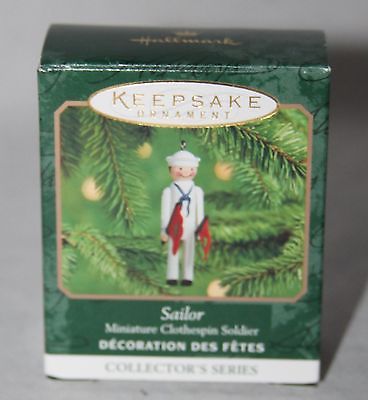 Hallmark
KEEPSAKE
ORNAMENT
Sailor
Miniature Clothespin Soldier
DÉCORATION DES FÊTES
COLLECTOR'S SERIES